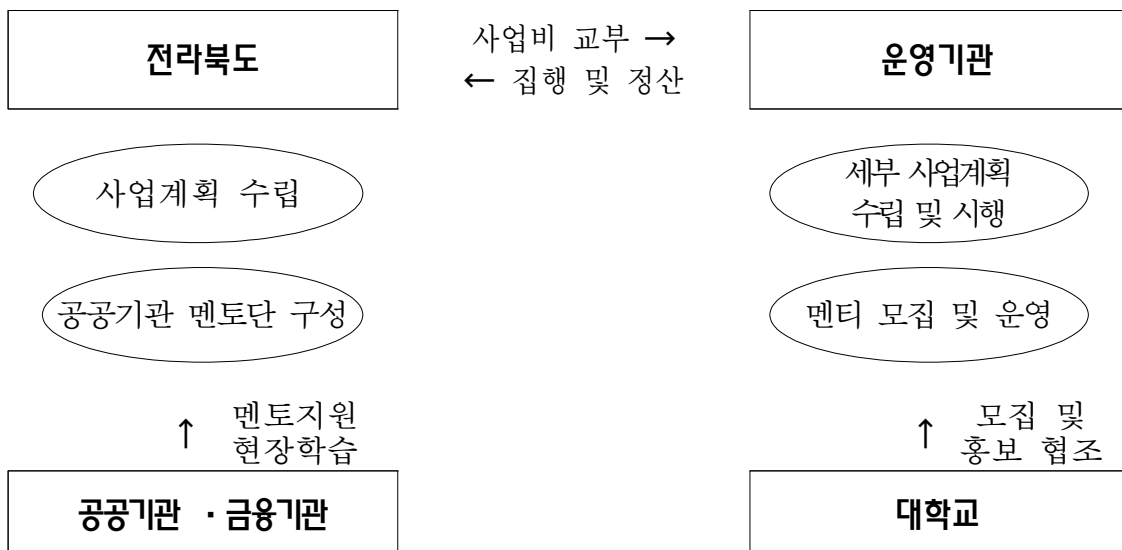 전라북도
사업비 교부 →
← 집행 및 정산
운영기관
사업계획 수립
세부 사업계획
수립 및 시행
공공기관 멘토단 구성
멘티 모집 및 운영
↑ 멘토지원
현장학습
↑ 모집 및
홍보 협조
공공기관 ・금융기관
대학교